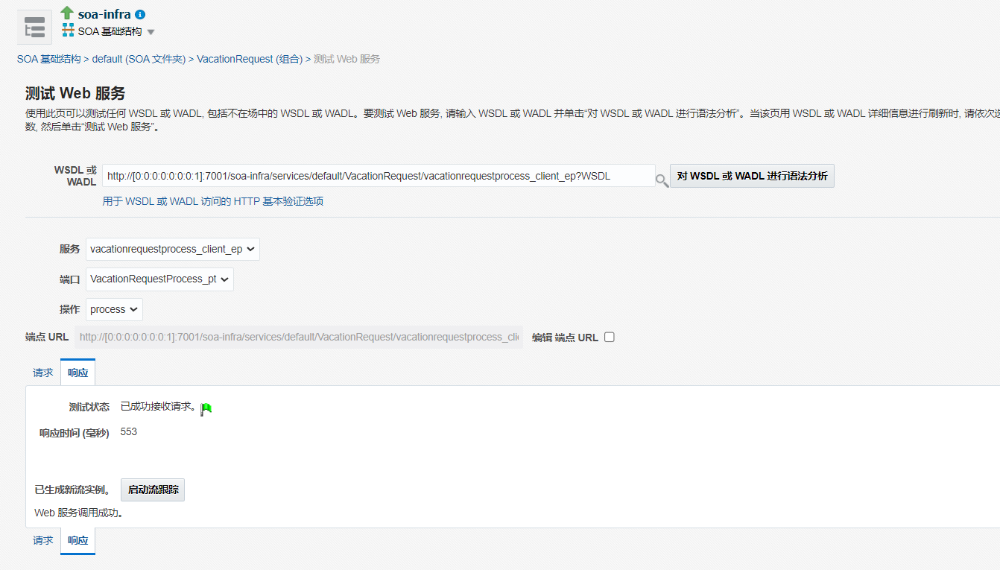 soa-infra
SOA 基础结构
SOA 基础结构 > default (SOA 文件夹) > VacationRequest (组合) > 测试 Web 服务
测试 Web 服务
使用此页可以测试任何 WSDL 或 WADL, 包括不在场中的 WSDL 或 WADL。要测试 Web 服务, 请输入 WSDL 或 WADL 并单击“对 WSDL 或 WADL 进行语法分析”。当该页用 WSDL 或 WADL 详细信息进行刷新时, 请依次选
数, 然后单击“测试 Web 服务”。
WSDL 或
WADL
http://[0:0:0:0:0:0:0:1]:7001/soa-infra/services/default/VacationRequest/vacationrequestprocess_client_ep?WSDL
对 WSDL 或 WADL 进行语法分析
用于 WSDL 或 WADL 访问的 HTTP 基本验证选项
服务 vacationrequestprocess_client_ep
端口 VacationRequestProcess_pt
操作 process
端点 URL http://[0:0:0:0:0:0:0:1]:7001/soa-infra/services/default/VacationRequest/vacationrequestprocess_clie 编辑 端点 URL
请求 响应
测试状态 已成功接收请求。
响应时间 (毫秒) 553
已生成新流实例。 启动流跟踪
Web 服务调用成功。
请求 响应